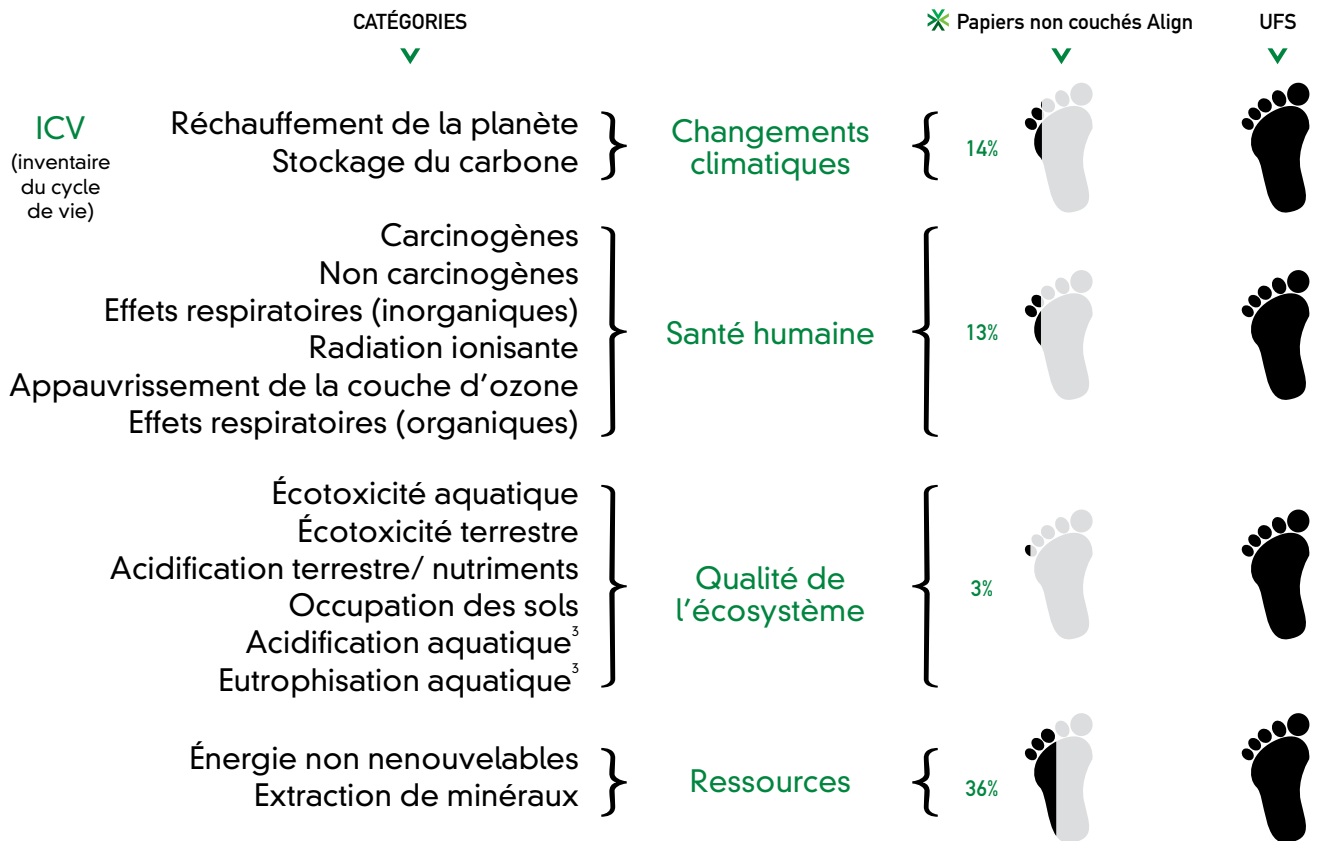 CATÉGORIES
Papiers non couchés Align
UFS
ICV
(inventaire
du cycle
de vie)
Réchauffement de la planète
Stockage du carbone
Changements
climatiques
14%
Carcinogènes
Non carcinogènes
Effets respiratoires (inorganiques)
Radiation ionisante
Appauvrissement de la couche d'ozone
Effets respiratoires (organiques)
Santé humaine
13%
Écotoxicité aquatique
Écotoxicité terrestre
Acidification terrestre/ nutriments
Occupation des sols
Acidification aquatique³
Eutrophisation aquatique³
Qualité de
l'écosystème
3%
Énergie non nenouvelables
Extraction de minéraux
Ressources
36%